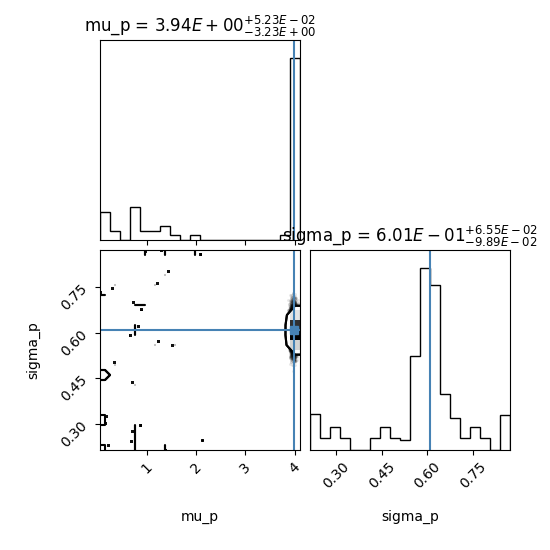 mu_p = 3.94E + 00+5.23E − 02
−3.23E + 00
sigma_p = 6.01E − 01+6.55E − 02
−9.89E − 02
sigma_p
0.75
0.60
0.45
0.30
1 2 3 4
0.30 0.45 0.60 0.75
mu_p
sigma_p